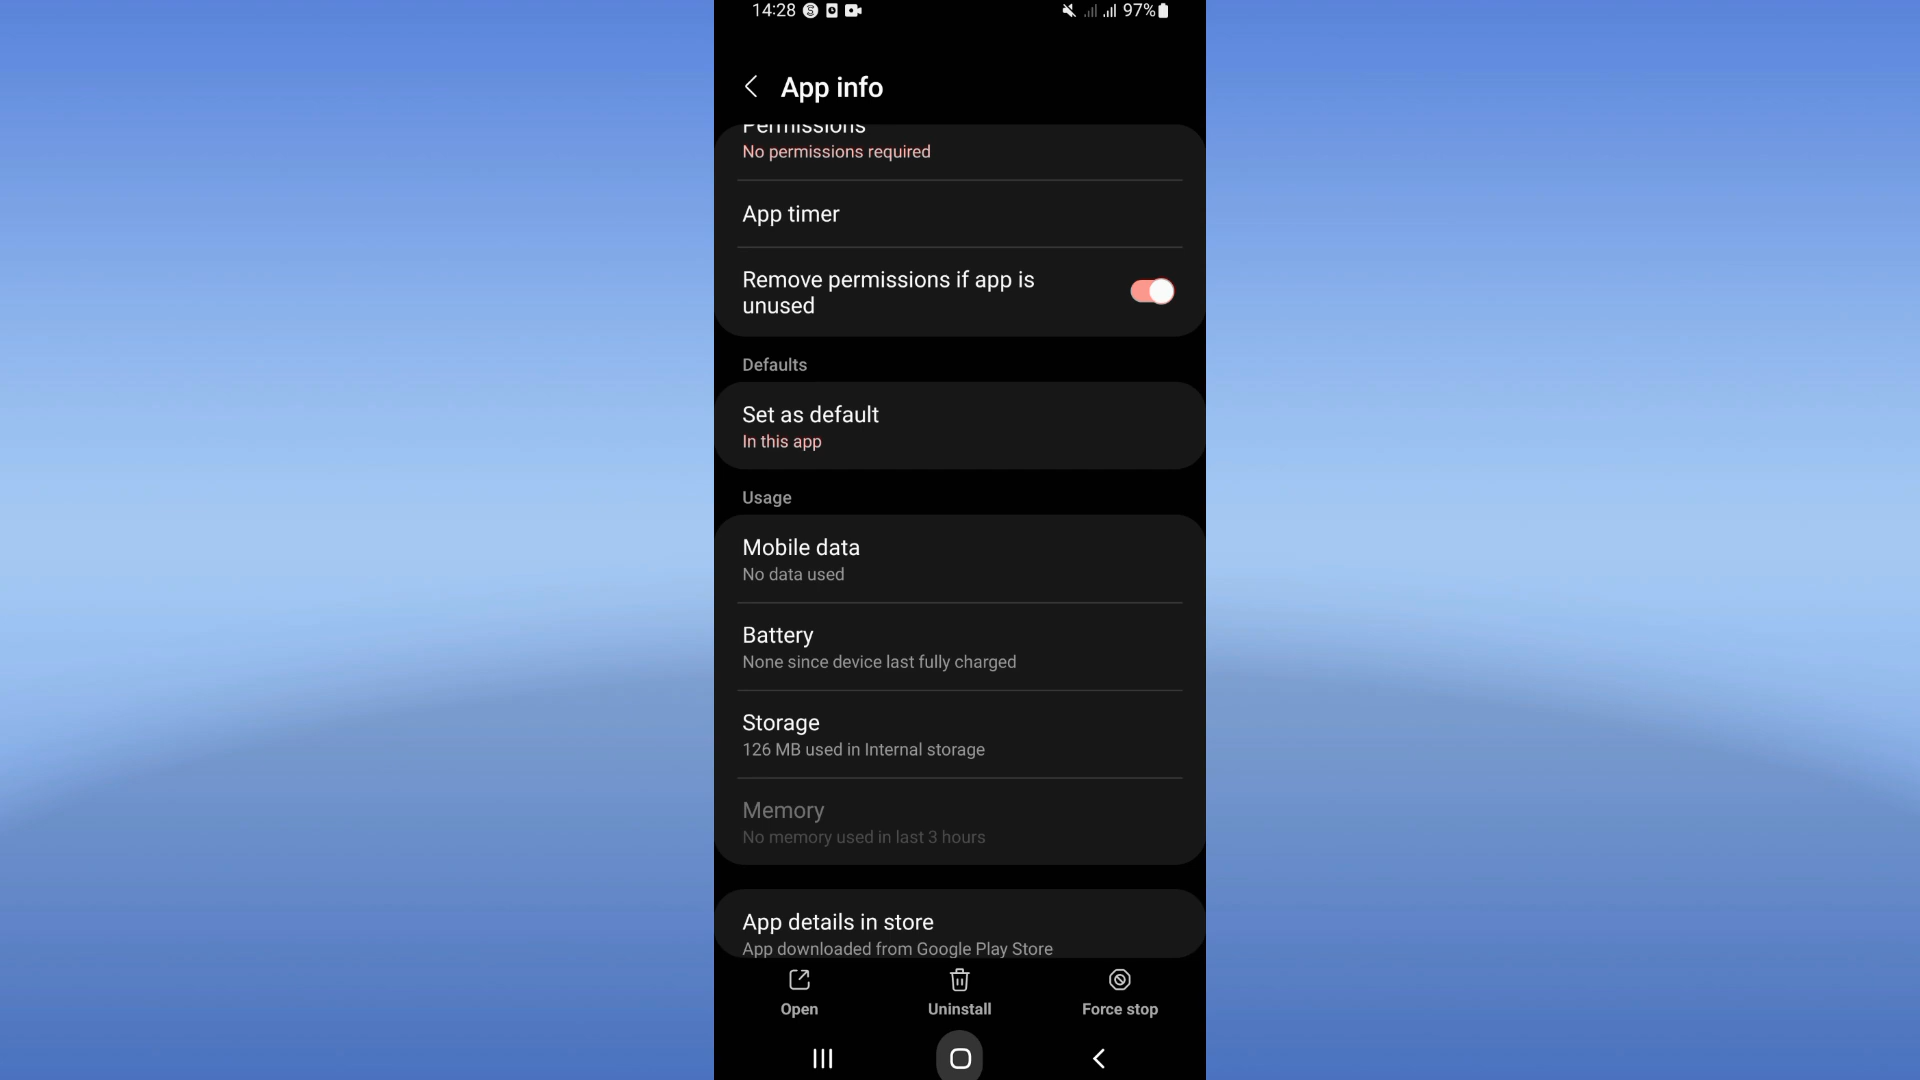 14:28
97%
App info
Permissions
No permissions required
App timer
Remove permissions if app is
unused
Defaults
Set as default
In this app
Usage
Mobile data
No data used
Battery
None since device last fully charged
Storage
126 MB used in Internal storage
Memory
No memory used in last 3 hours
App details in store
App downloaded from Google Play Store
Open
Uninstall
Force stop